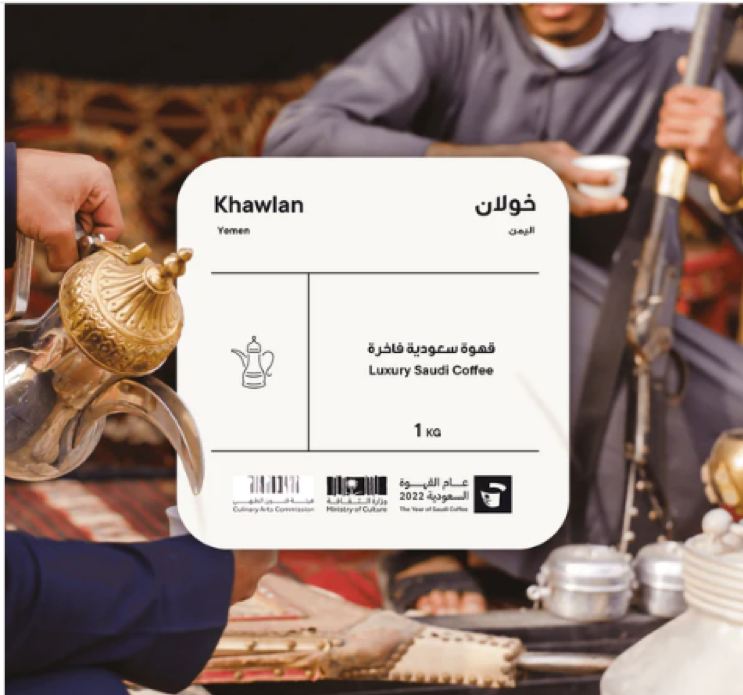 Khawlan
خولان
Yemen
اليمن
قهوة سعودية فاخرة
Luxury Saudi Coffee
1 KG
هيئة فنون الطهي
Culinary Arts Commission
وزارة الثقافة
Ministry of Culture
عام القهوة
السعودية 2022
The Year of Saudi Coffee